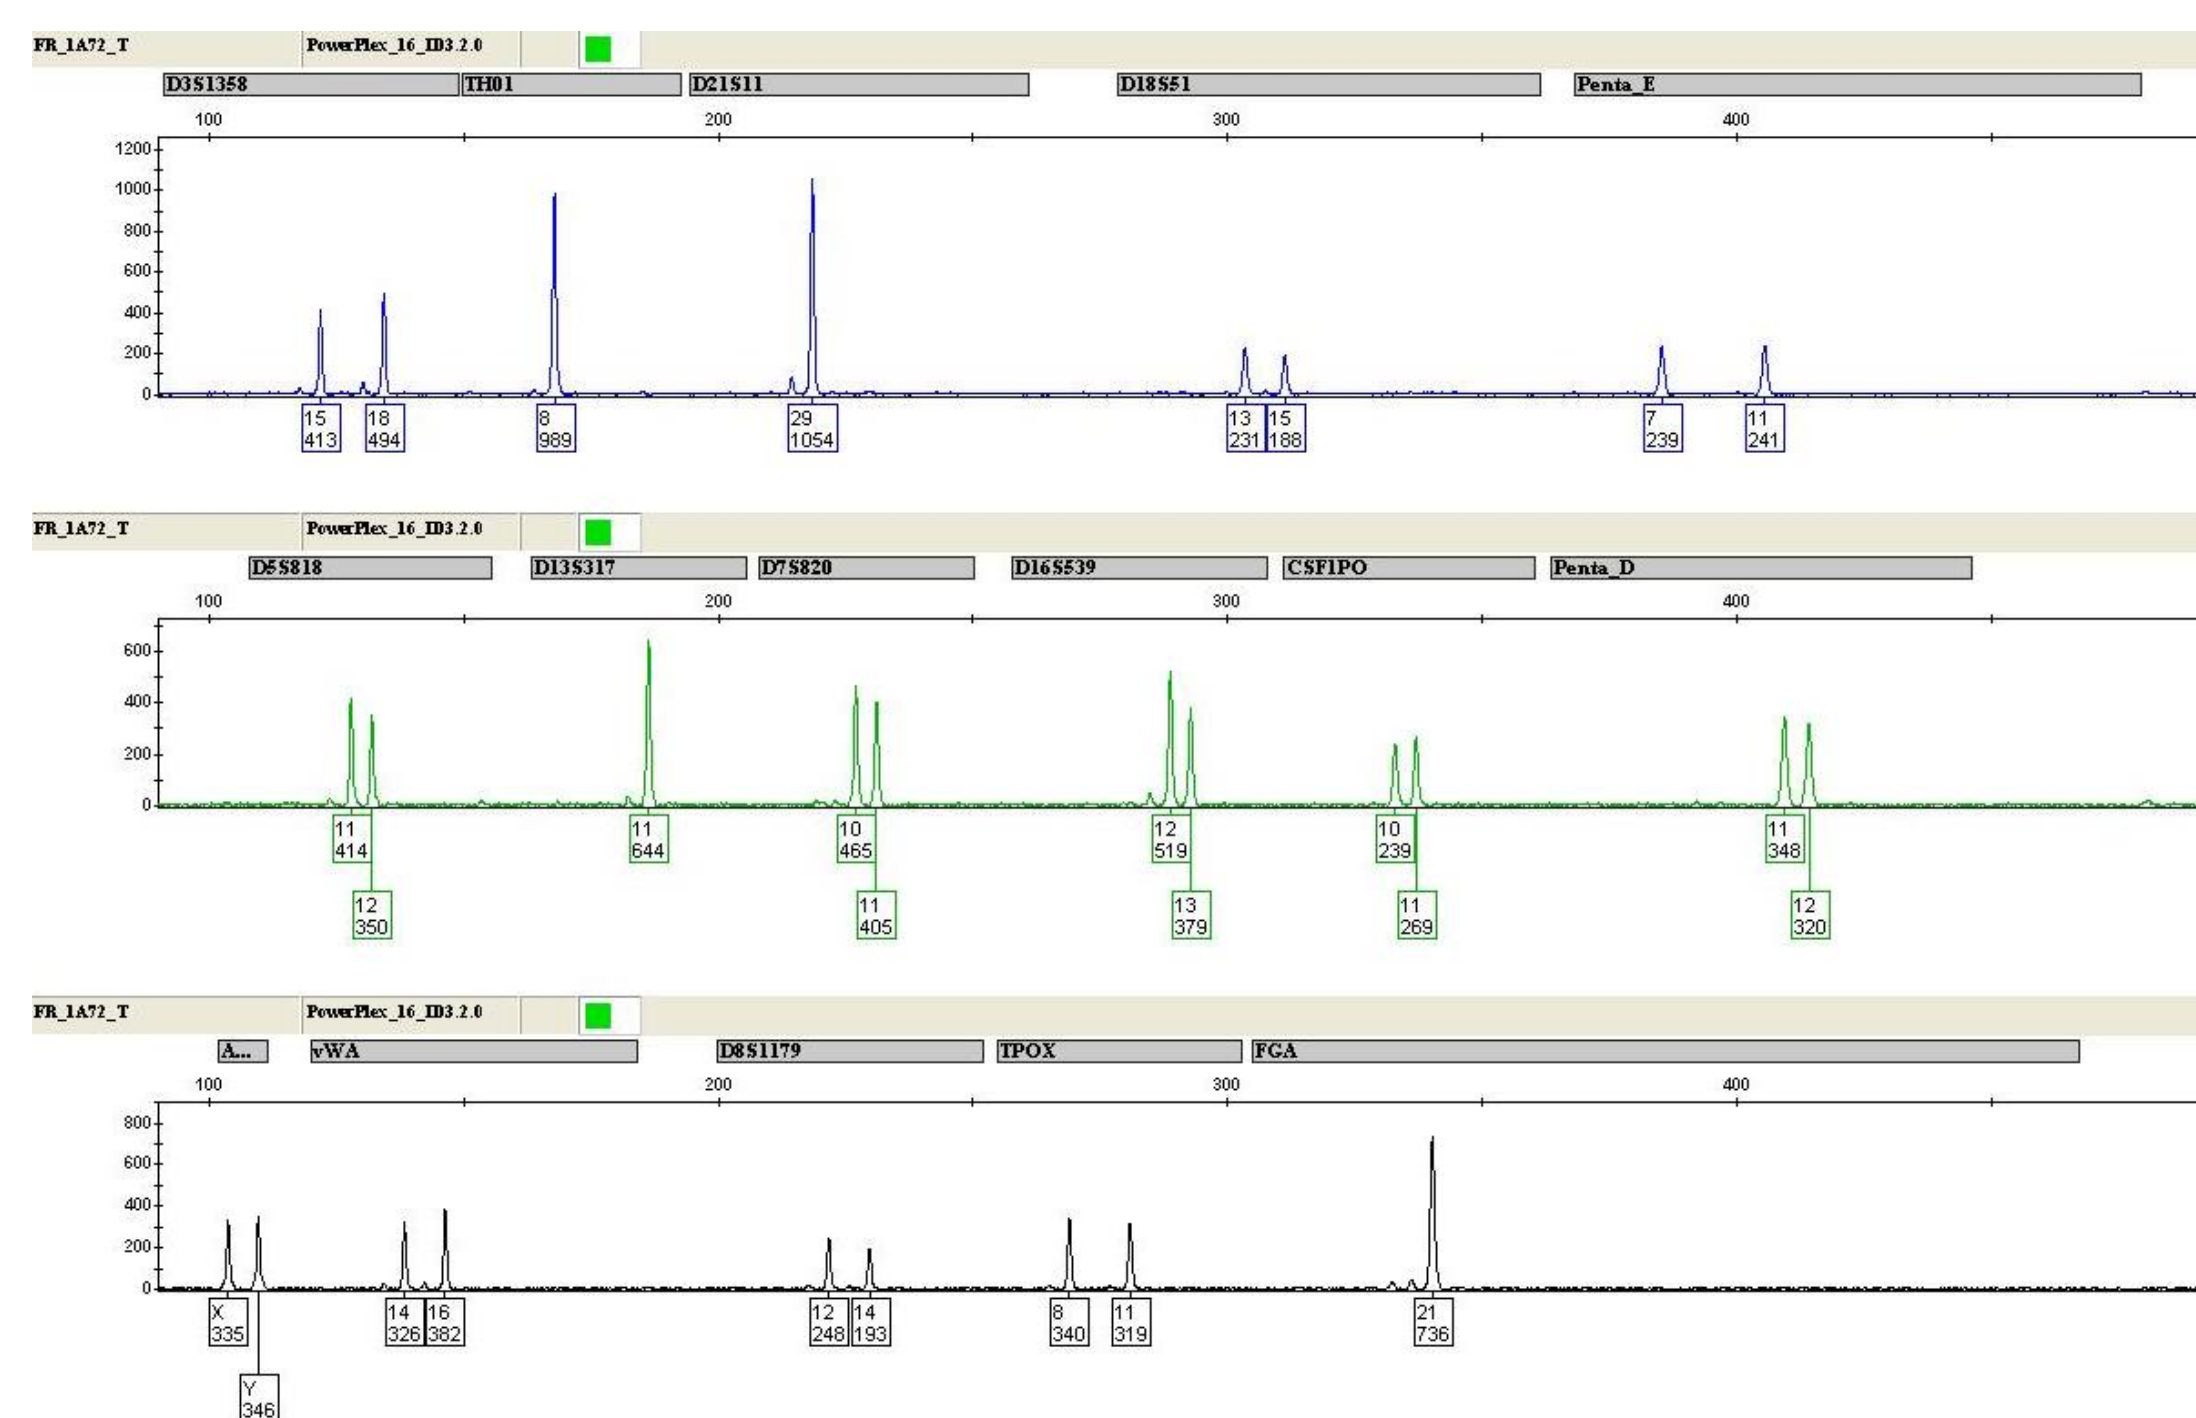 FR_1A72_T PowerPlex_16_ID3.2.0
D3S1358 TH01 D21S11 D18S51 Penta_E
100 200 300 400
1200
1000
800
600
400
200
0
15 18 8 29 13 15 7 11
413 494 989 1054 231 188 239 241
FR_1A72_T PowerPlex_16_ID3.2.0
D5S818 D13S317 D7S820 D16S539 CSF1PO Penta_D
100 200 300 400
600
400
200
0
11 11 10 12 10 11
414 644 465 519 239 348
12 11 13 11 12
350 405 379 269 320
FR_1A72_T PowerPlex_16_ID3.2.0
A... vWA D8S1179 TPOX FGA
100 200 300 400
800
600
400
200
0
X 14 16 12 14 8 11 21
335 326 382 248 193 340 319 736
Y
346